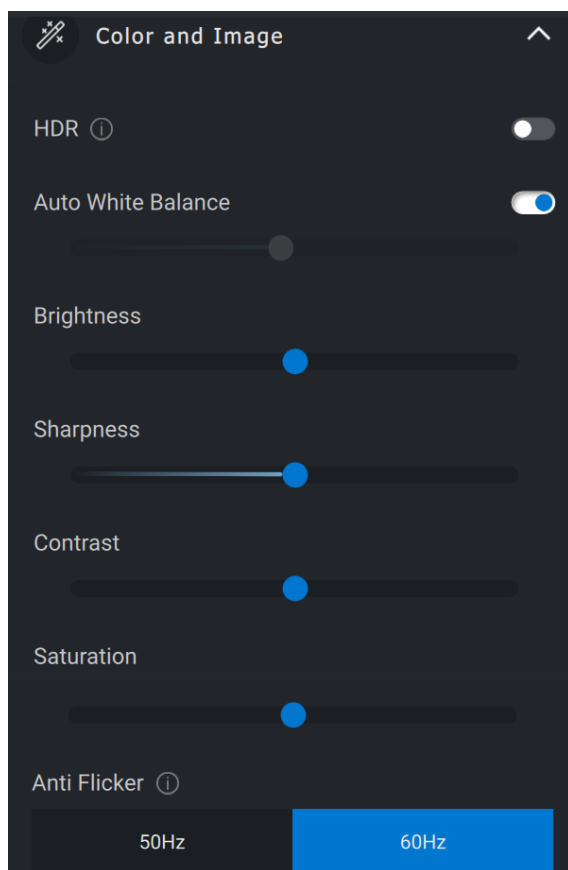 Color and Image
HDR
Auto White Balance
Brightness
Sharpness
Contrast
Saturation
Anti Flicker
50Hz
60Hz